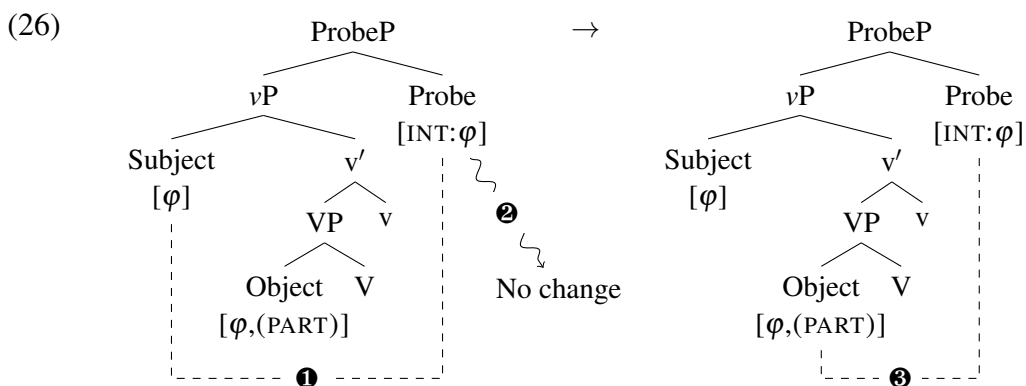 (26) ProbeP → ProbeP
vP Probe vP Probe
[INT:φ] [INT:φ]
Subject v′ Subject v′
[φ] [φ]
VP v ❷ VP v
Object V No change Object V
[φ,(PART)] [φ,(PART)]
❶ ❸